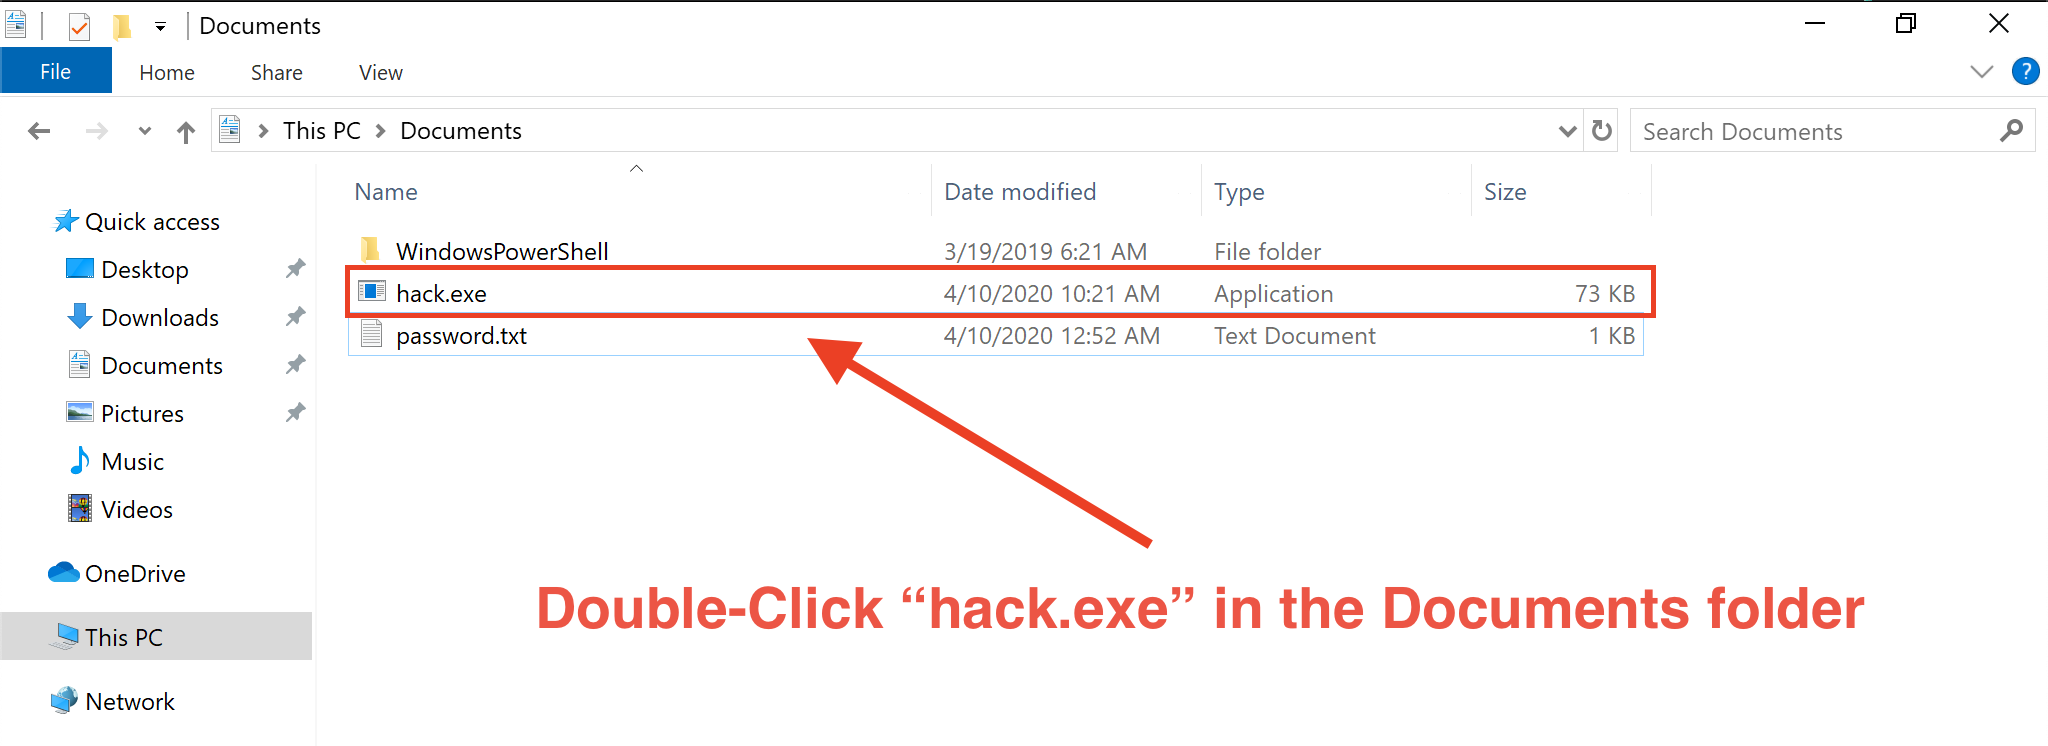 Documents
File Home Share View
?
This PC Documents Search Documents
Name Date modified Type Size
Quick access
WindowsPowerShell 3/19/2019 6:21 AM File folder
Desktop
hack.exe 4/10/2020 10:21 AM Application 73 KB
Downloads
password.txt 4/10/2020 12:52 AM Text Document 1 KB
Documents
Pictures
Music
Videos
OneDrive
Double-Click “hack.exe” in the Documents folder
This PC
Network